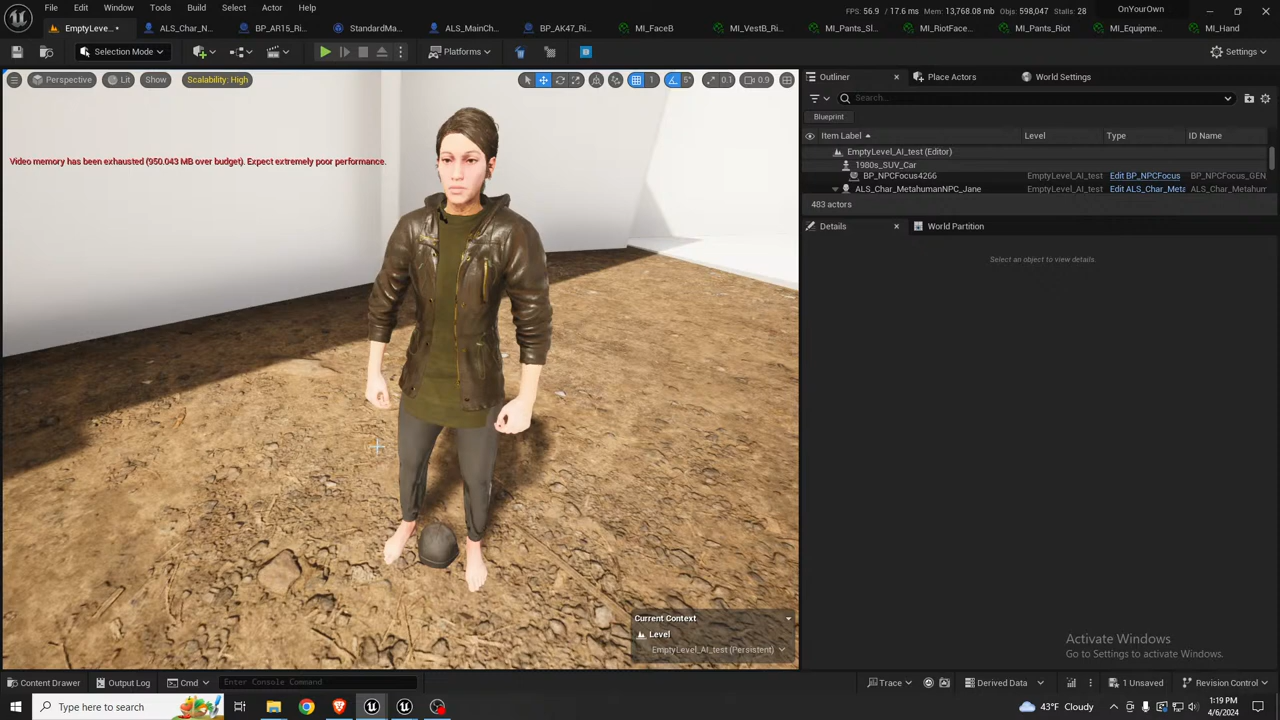 File Edit Window Tools Build Select Actor Help
FPS: 56.9 / 17.6 ms Mem: 13,768.08 mb Objs: 598,047 Stalls: 28 OnYourOwn
EmptyLeve... • ALS_Char_N... BP_AR15_Ri... StandardMa... ALS_MainCh... BP_AK47_Ri... MI_FaceB MI_VestB_Ri... MI_Pants_Sl... MI_RiotFace... MI_Pants_Riot MI_Equipme... MI_Hand
Selection Mode Platforms Settings
Perspective Lit Show Scalability: High 1 5° 0.1 0.9
Outliner Place Actors World Settings
Search...
Blueprint
Item Label Level Type ID Name
EmptyLevel_AI_test (Editor)
1980s_SUV_Car
BP_NPCFocus4266 EmptyLevel_AI_test Edit BP_NPCFocus BP_NPCFocus_GEN
ALS_Char_MetahumanNPC_Jane EmptyLevel_AI_test Edit ALS_Char_Meta ALS_Char_Metahum
483 actors
Video memory has been exhausted (950.043 MB over budget). Expect extremely poor performance.
Details World Partition
Select an object to view details.
Current Context
Level
EmptyLevel_AI_test (Persistent)
Activate Windows
Go to Settings to activate Windows.
Content Drawer Output Log Cmd Enter Console Command Trace Derived Data 1 Unsaved Revision Control
Type here to search 43°F Cloudy 1:19 PM
4/6/2024